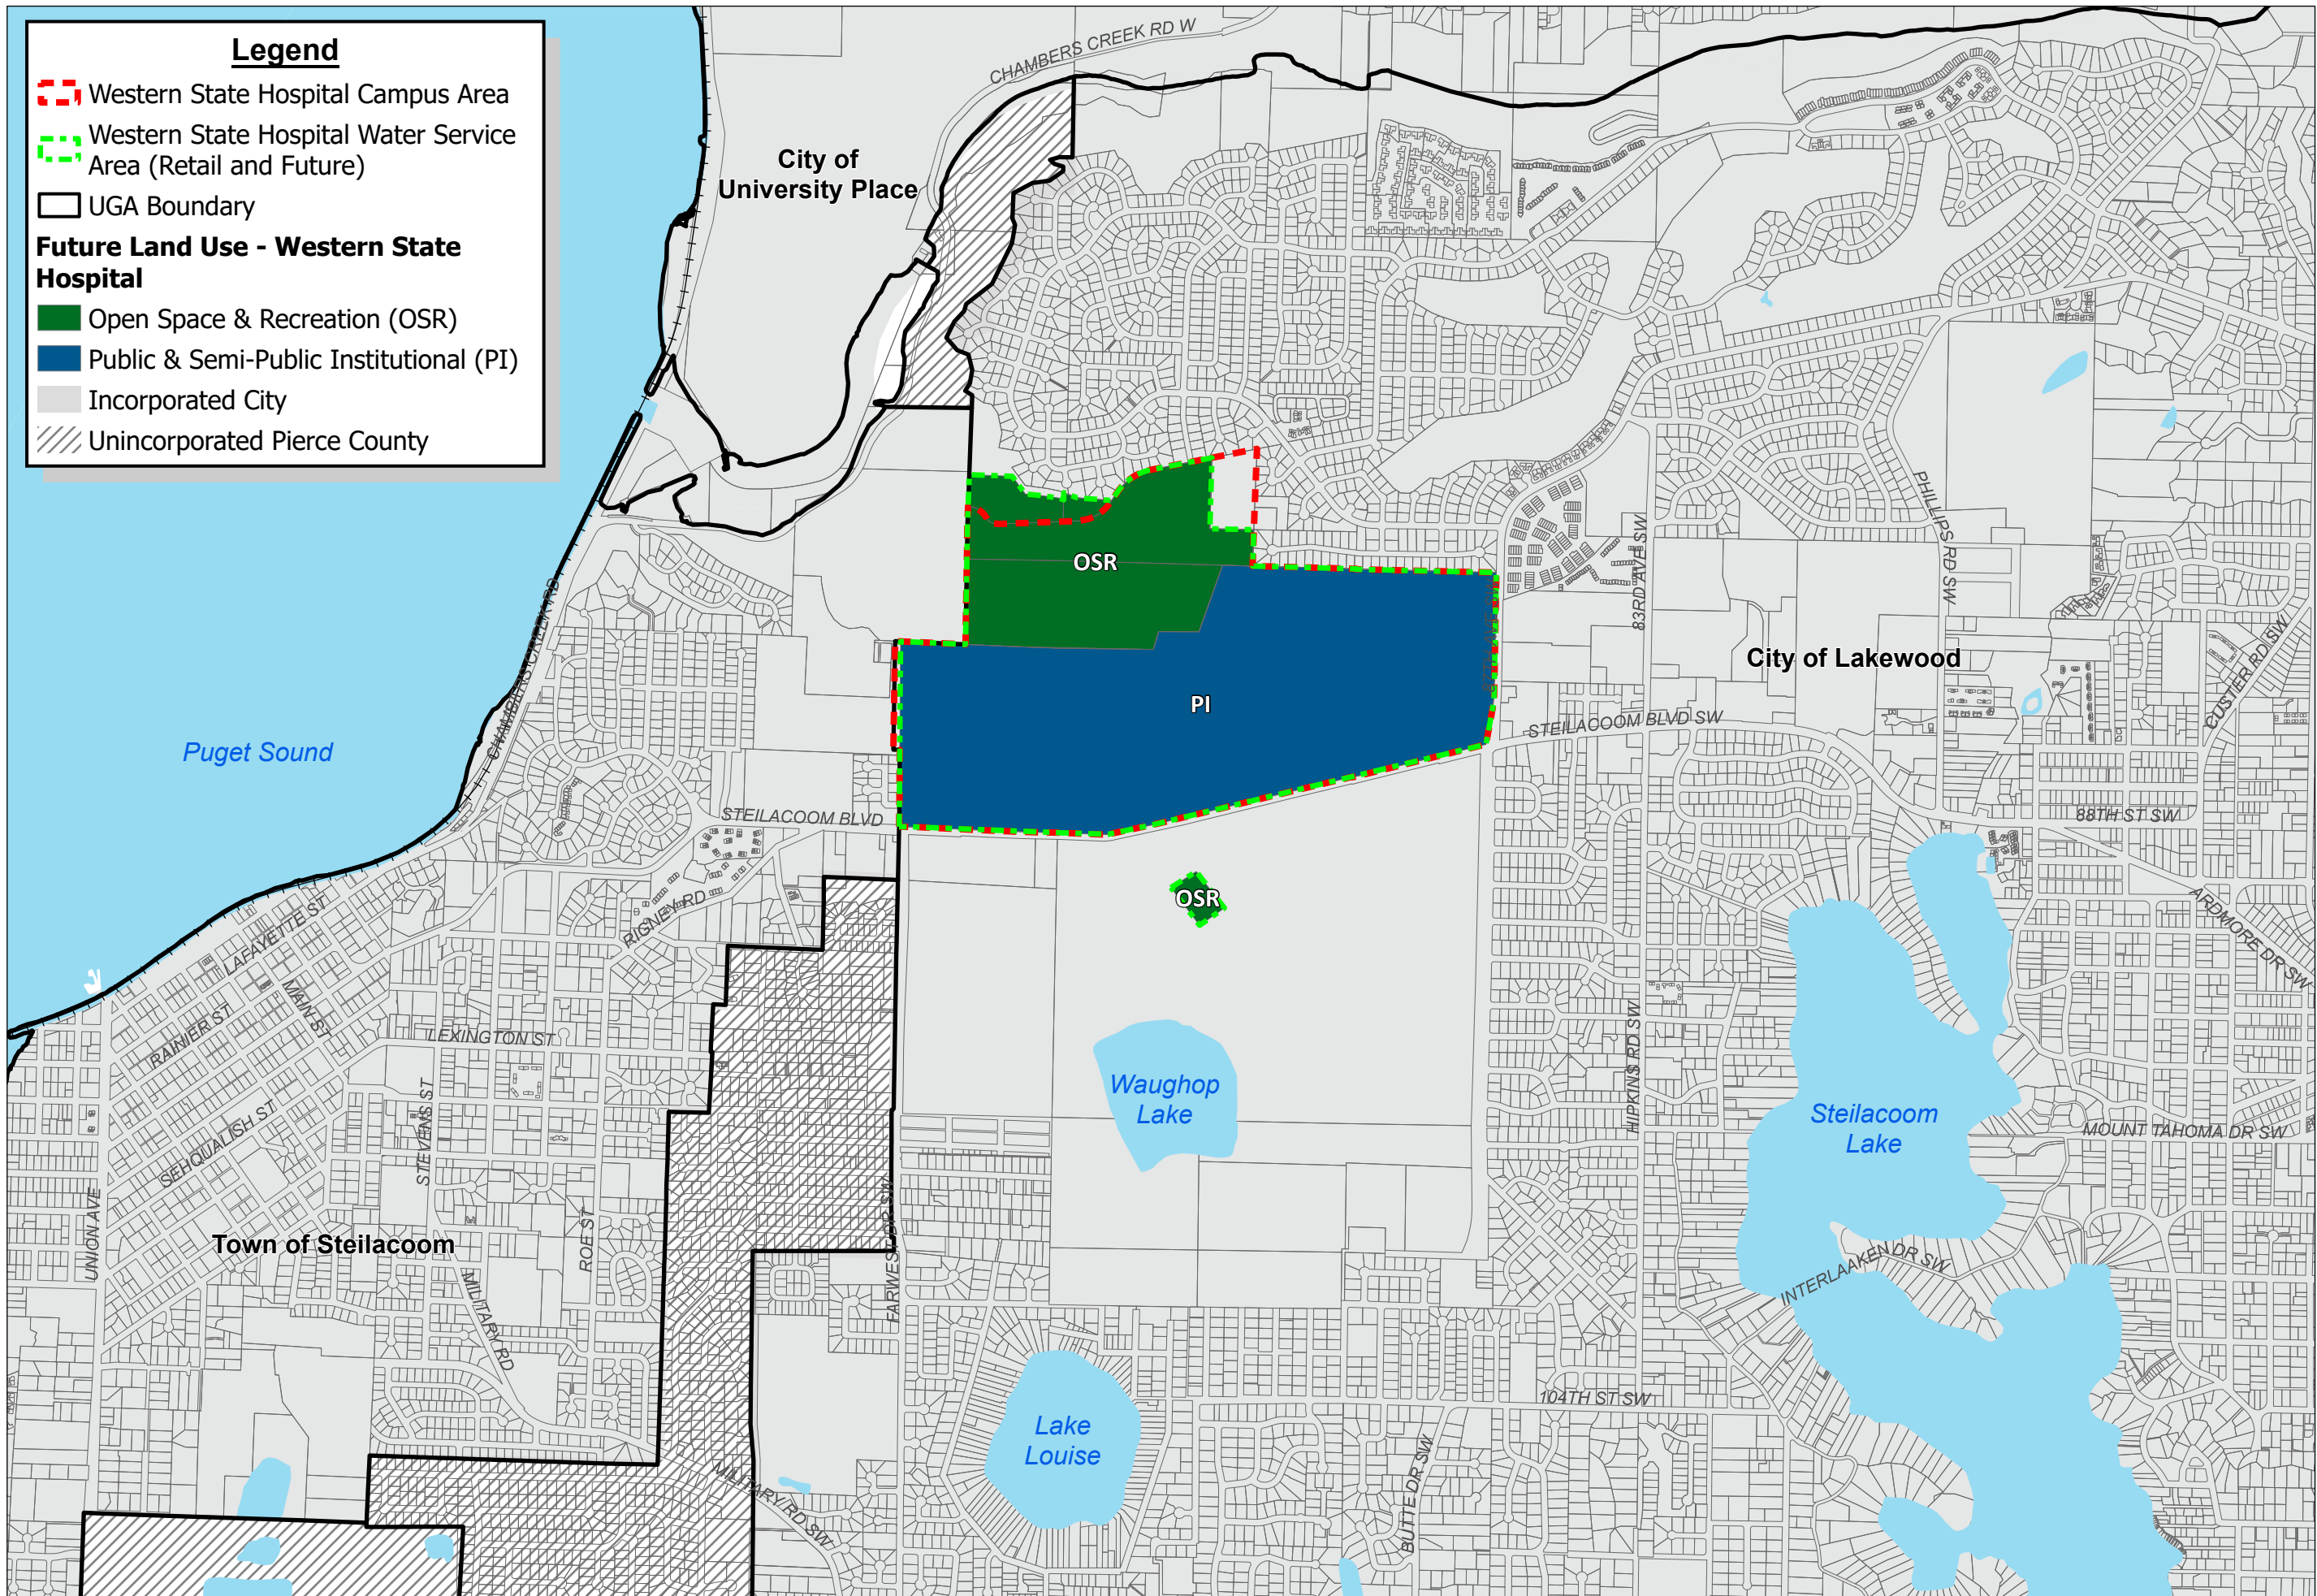 Legend
Western State Hospital Campus Area
Western State Hospital Water Service
Area (Retail and Future)
UGA Boundary
Future Land Use - Western State
Hospital
Open Space & Recreation (OSR)
Public & Semi-Public Institutional (PI)
Incorporated City
Unincorporated Pierce County
CHAMBERS CREEK RD W
City of
University Place
OSR
PHILLIPS RD SW
83RD AVE SW
City of Lakewood
CUSTER RD SW
CHAMBERS CREEK RD
PI
STEILACOOM BLVD SW
Puget Sound
STEILACOOM BLVD
88TH ST SW
OSR
RIGNEY RD
LAFAYETTE ST
ARDMORE DR SW
MAIN ST
RAINIER ST
LEXINGTON ST
HIPKINS RD SW
Waughop
Lake
Steilacoom
Lake
SEHQUALISH ST
STEVENS ST
MOUNT TAHOMA DR SW
UNION AVE
Town of Steilacoom
ROE ST
FARWEST DR SW
INTERLAAKEN DR SW
MILITARY RD
104TH ST SW
Lake
Louise
BUTTE DR SW
MILITARY RD SW